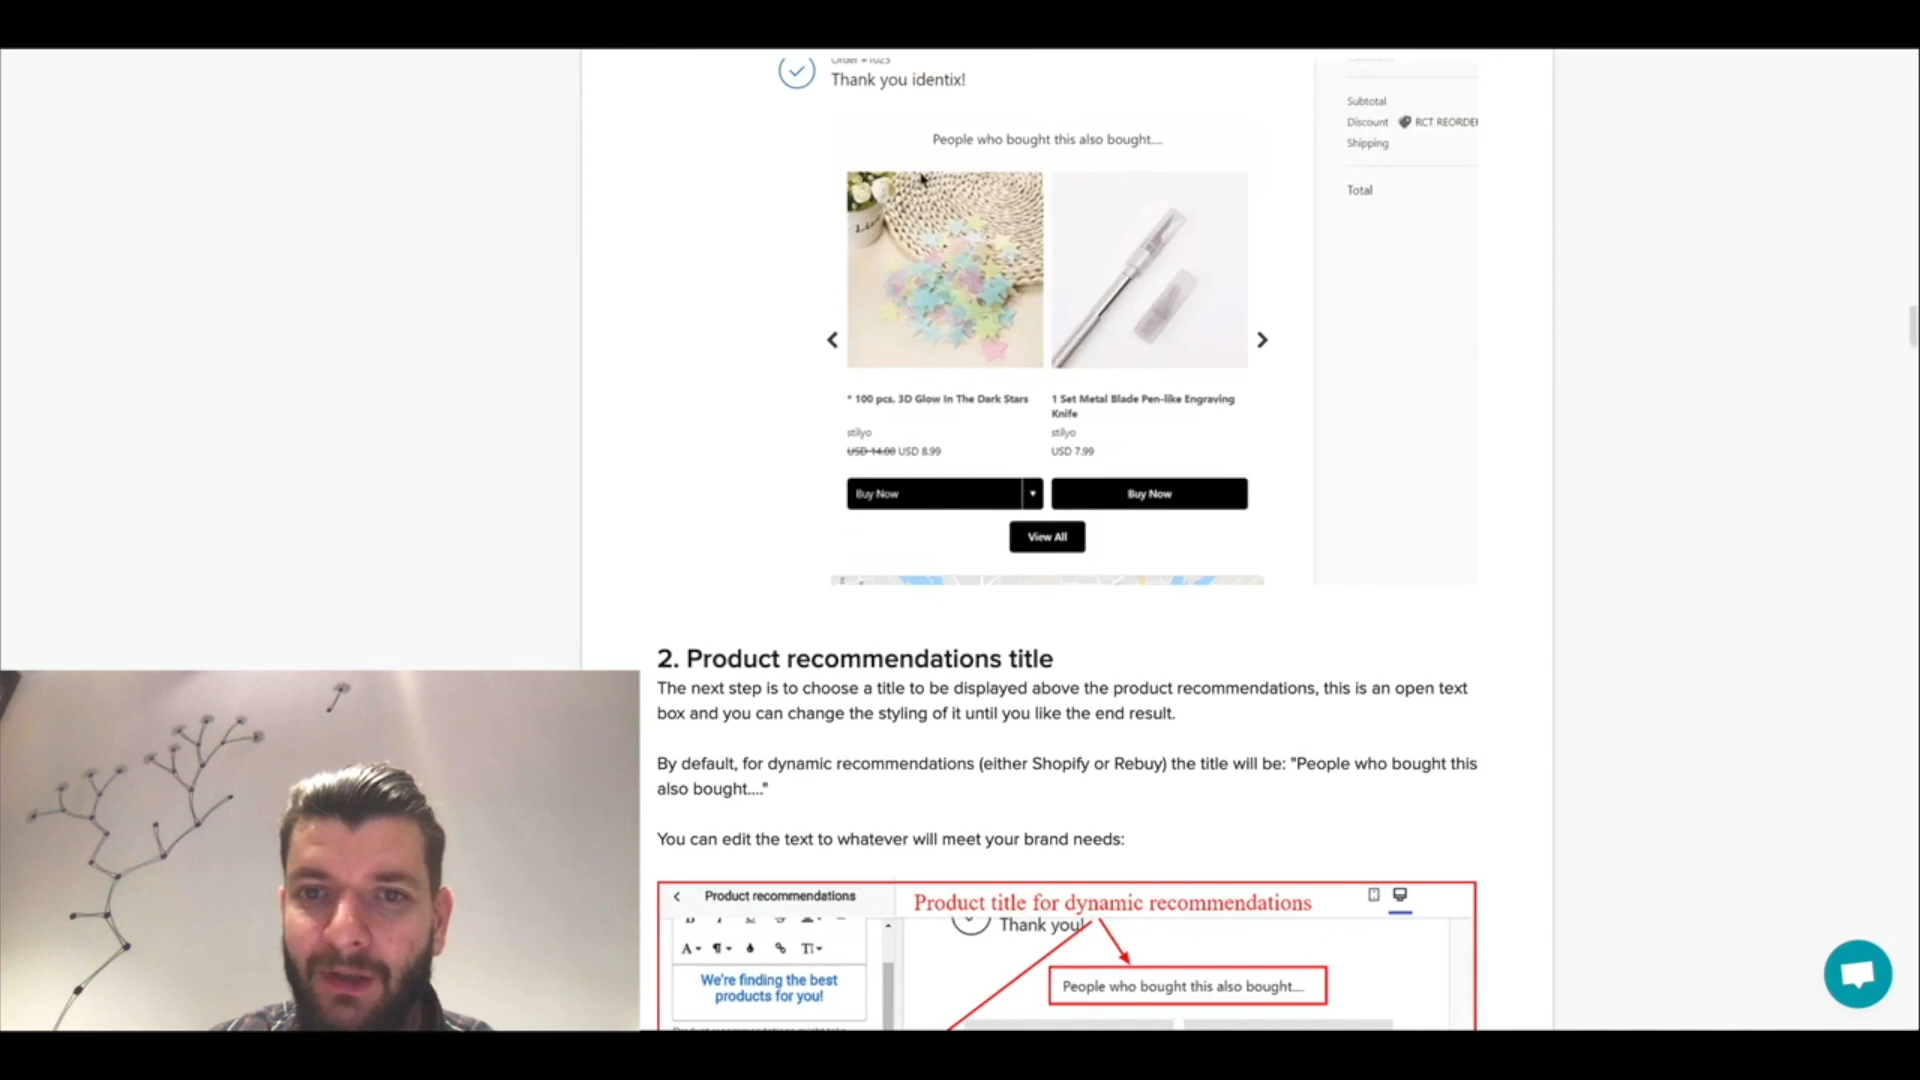 Order #1025
Thank you identix!
Subtotal
Discount RCT REORDER
Shipping
Total
People who bought this also bought....
* 100 pcs. 3D Glow In The Dark Stars
stilyo
USD 14.00 USD 8.99
Buy Now
1 Set Metal Blade Pen-like Engraving
Knife
stilyo
USD 7.99
Buy Now
View All
2. Product recommendations title
The next step is to choose a title to be displayed above the product recommendations, this is an open text
box and you can change the styling of it until you like the end result.
By default, for dynamic recommendations (either Shopify or Rebuy) the title will be: "People who bought this
also bought...."
You can edit the text to whatever will meet your brand needs:
Product recommendations
Product title for dynamic recommendations
Thank you!
We're finding the best
products for you!
People who bought this also bought....